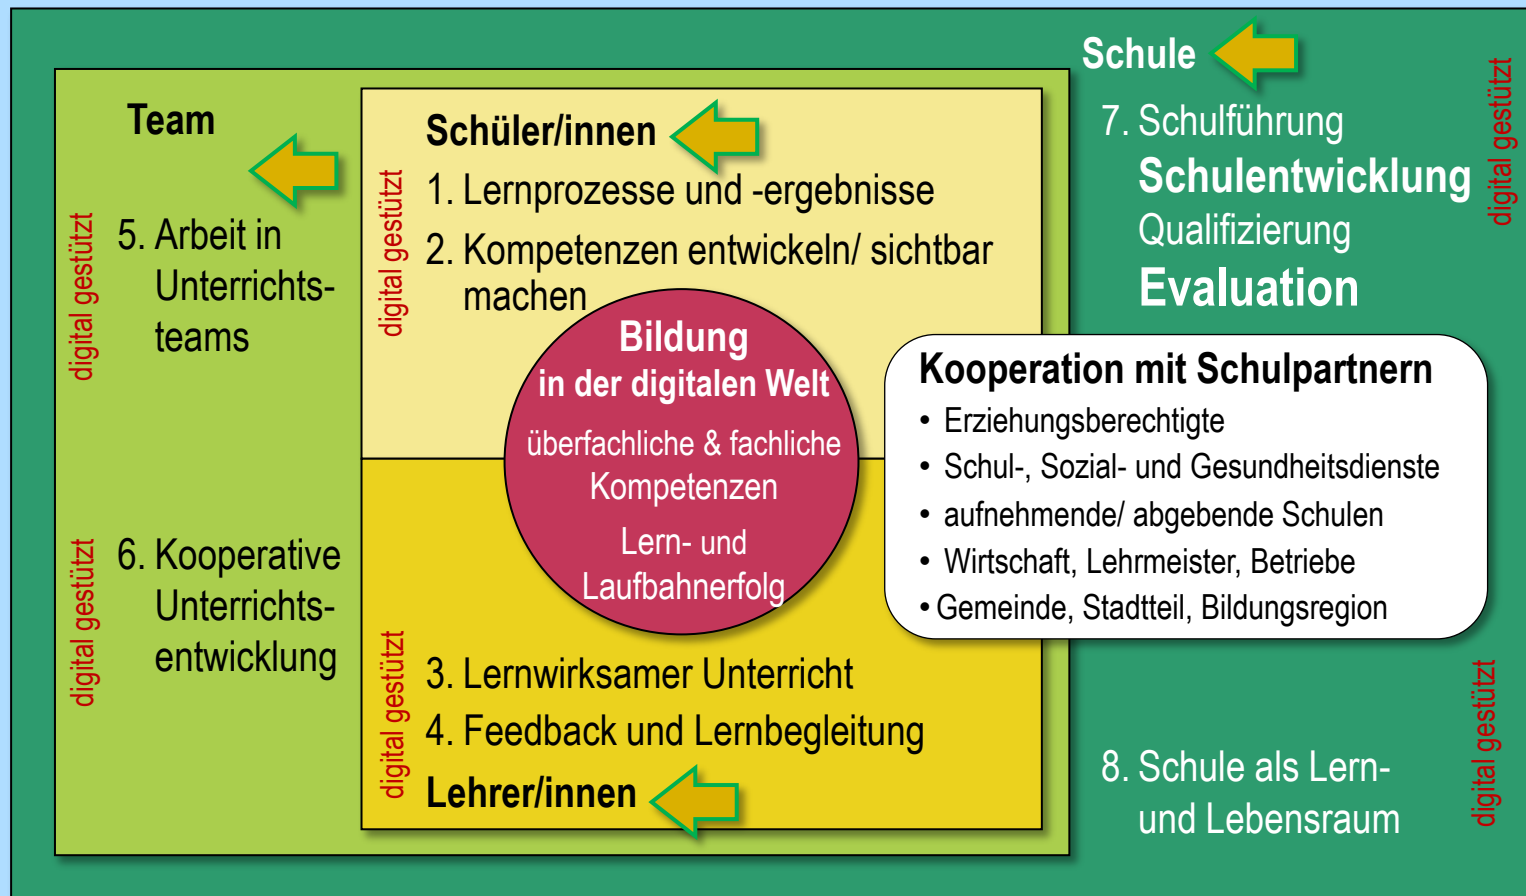 Team
digital gestützt
5. Arbeit in
Unterrichts-
teams
digital gestützt
6. Kooperative
Unterrichts-
entwicklung
Schüler/innen
digital gestützt
1. Lernprozesse und -ergebnisse
2. Kompetenzen entwickeln/ sichtbar
machen
Bildung
in der digitalen Welt
überfachliche & fachliche
Kompetenzen
Lern- und
Laufbahnerfolg
digital gestützt
3. Lernwirksamer Unterricht
4. Feedback und Lernbegleitung
Lehrer/innen
Schule
digital gestützt
7. Schulführung
Schulentwicklung
Qualifizierung
Evaluation
Kooperation mit Schulpartnern
• Erziehungsberechtigte
• Schul-, Sozial- und Gesundheitsdienste
• aufnehmende/ abgebende Schulen
• Wirtschaft, Lehrmeister, Betriebe
• Gemeinde, Stadtteil, Bildungsregion
digital gestützt
8. Schule als Lern-
und Lebensraum